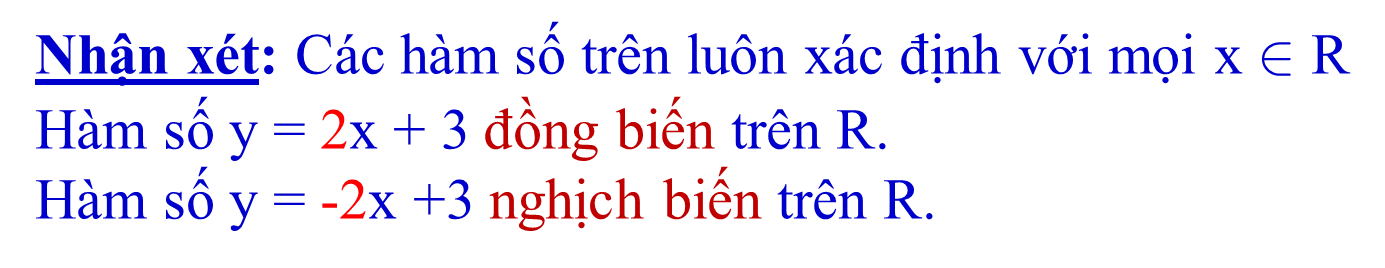 Nhận xét: Các hàm số trên luôn xác định với mọi x ∈ R
Hàm số y = 2x + 3 đồng biến trên R.
Hàm số y = -2x +3 nghịch biến trên R.